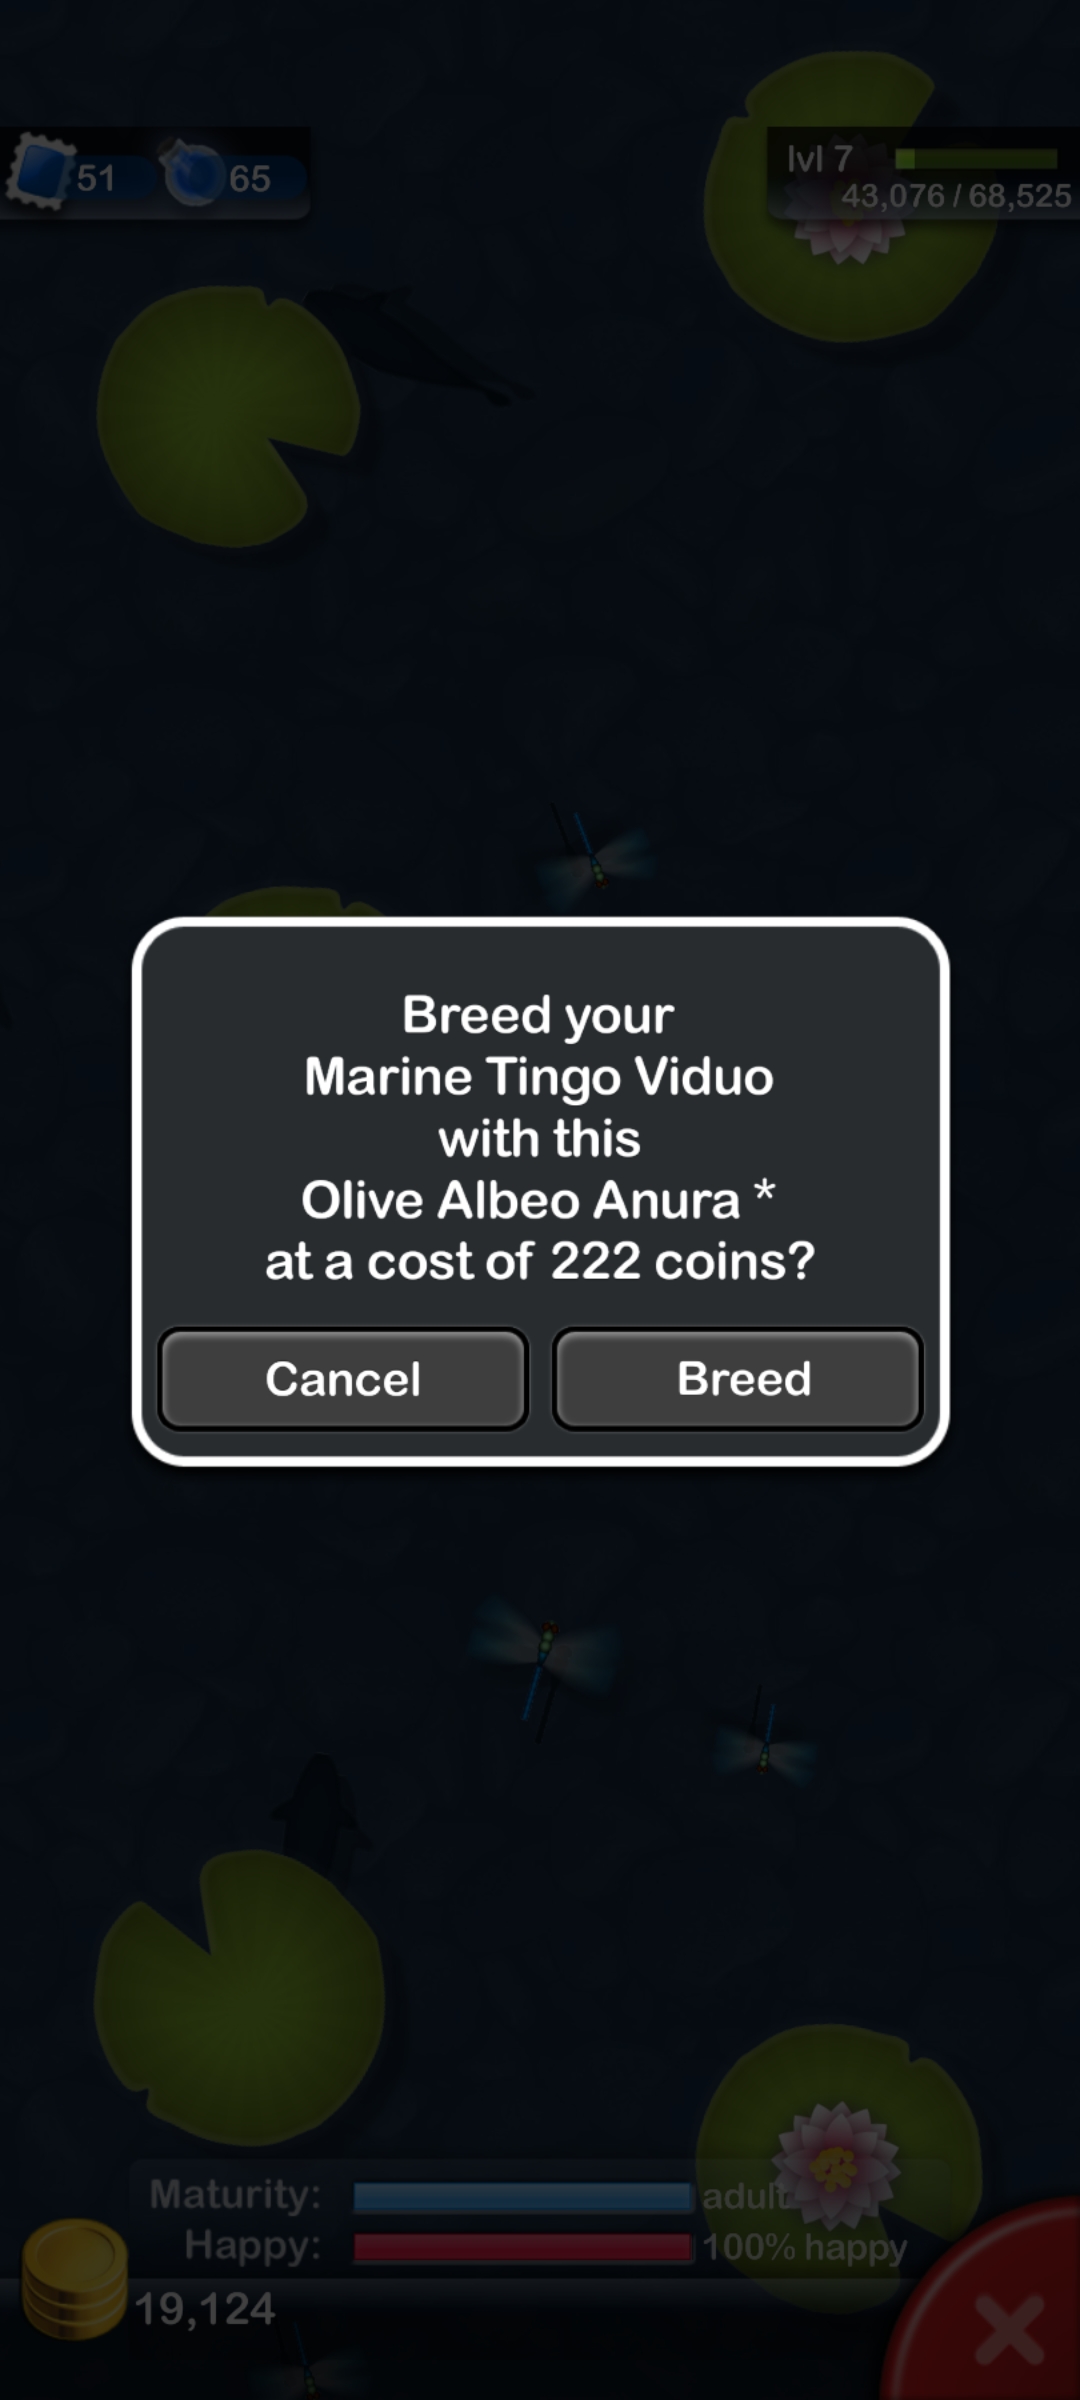 51
65
lvl 7
43,076 / 68,525
Breed your
Marine Tingo Viduo
with this
Olive Albeo Anura *
at a cost of 222 coins?
Cancel
Breed
Maturity:
adult
Happy:
100% happy
19,124